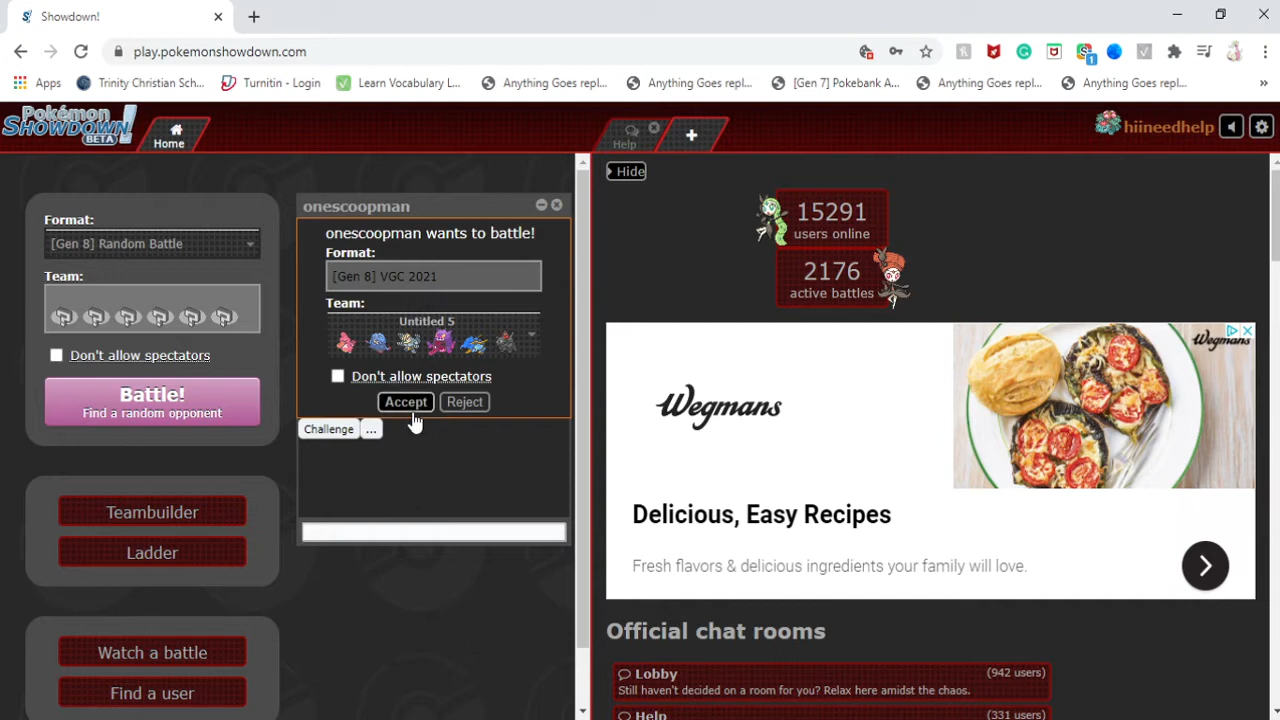 Showdown!
play.pokemonshowdown.com
Apps
Trinity Christian Sc...
Turnitin - Login
Learn Vocabulary L...
Anything Goes repl...
Anything Goes repl...
[Gen 7] Pokebank A...
Anything Goes repl...
Anything Goes repl...
Pokémon
SHOWDOWN!
BETA
Home
Help
hiineedhelp
Format:
[Gen 8] Random Battle
Team:
Don't allow spectators
Battle!
Find a random opponent
Teambuilder
Ladder
Watch a battle
Find a user
onescoopman
onescoopman wants to battle!
Format:
[Gen 8] VGC 2021
Team:
Untitled 5
Don't allow spectators
Accept
Reject
Challenge
...
Hide
15291
users online
2176
active battles
Wegmans
Wegmans
Delicious, Easy Recipes
Fresh flavors & delicious ingredients your family will love.
Official chat rooms
Lobby
(942 users)
Still haven't decided on a room for you? Relax here amidst the chaos.
Help
(331 users)